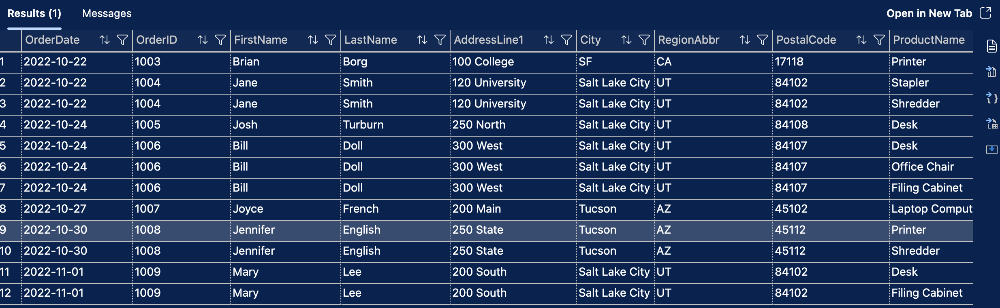 Results (1) Messages Open in New Tab
OrderDate OrderID FirstName LastName AddressLine1 City RegionAbbr PostalCode ProductName
1 2022-10-22 1003 Brian Borg 100 College SF CA 17118 Printer
2 2022-10-22 1004 Jane Smith 120 University Salt Lake City UT 84102 Stapler
3 2022-10-22 1004 Jane Smith 120 University Salt Lake City UT 84102 Shredder
4 2022-10-24 1005 Josh Turburn 250 North Salt Lake City UT 84108 Desk
5 2022-10-24 1006 Bill Doll 300 West Salt Lake City UT 84107 Desk
6 2022-10-24 1006 Bill Doll 300 West Salt Lake City UT 84107 Office Chair
7 2022-10-24 1006 Bill Doll 300 West Salt Lake City UT 84107 Filing Cabinet
8 2022-10-27 1007 Joyce French 200 Main Tucson AZ 45102 Laptop Comput
9 2022-10-30 1008 Jennifer English 250 State Tucson AZ 45112 Printer
10 2022-10-30 1008 Jennifer English 250 State Tucson AZ 45112 Shredder
11 2022-11-01 1009 Mary Lee 200 South Salt Lake City UT 84102 Desk
12 2022-11-01 1009 Mary Lee 200 South Salt Lake City UT 84102 Filing Cabinet